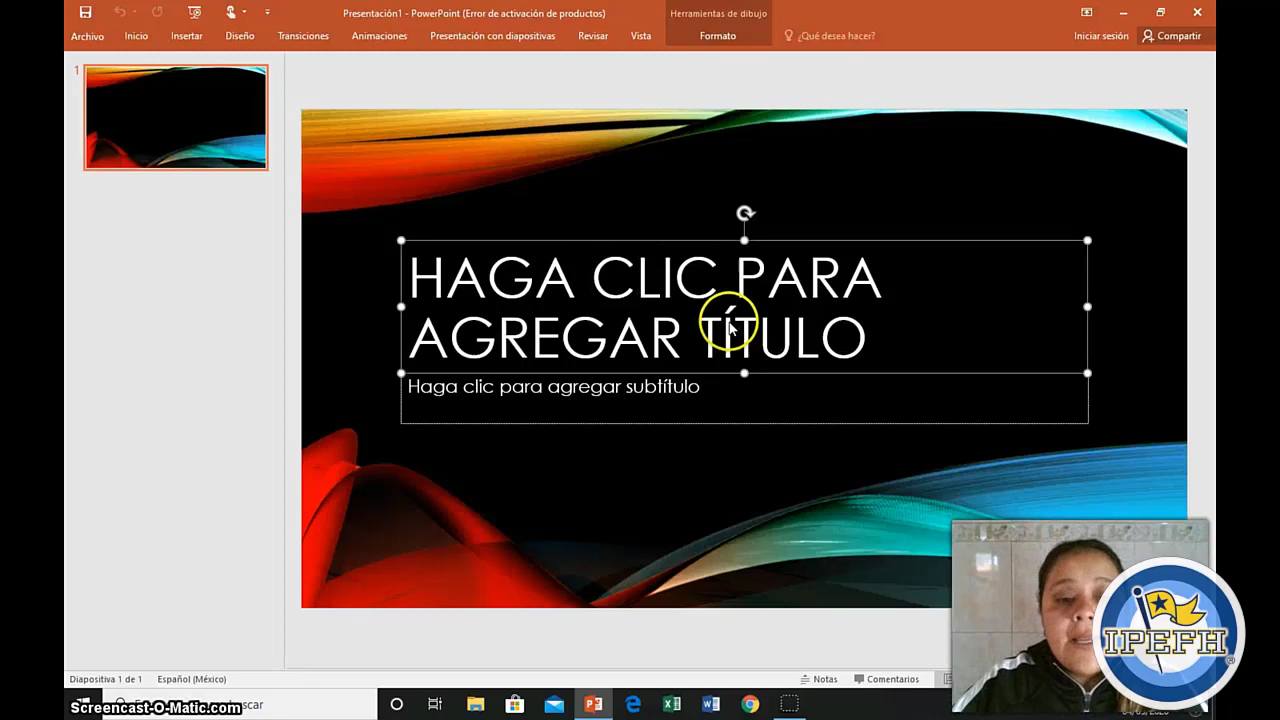 Presentación1 - PowerPoint (Error de activación de productos)
Herramientas de dibujo
Archivo Inicio Insertar Diseño Transiciones Animaciones Presentación con diapositivas Revisar Vista Formato ¿Qué desea hacer? Iniciar sesión Compartir
1
HAGA CLIC PARA
AGREGAR TÍTULO
Haga clic para agregar subtítulo
IPEFH
Diapositiva 1 de 1 Español (México) Notas Comentarios
Screencast-O-Matic.com